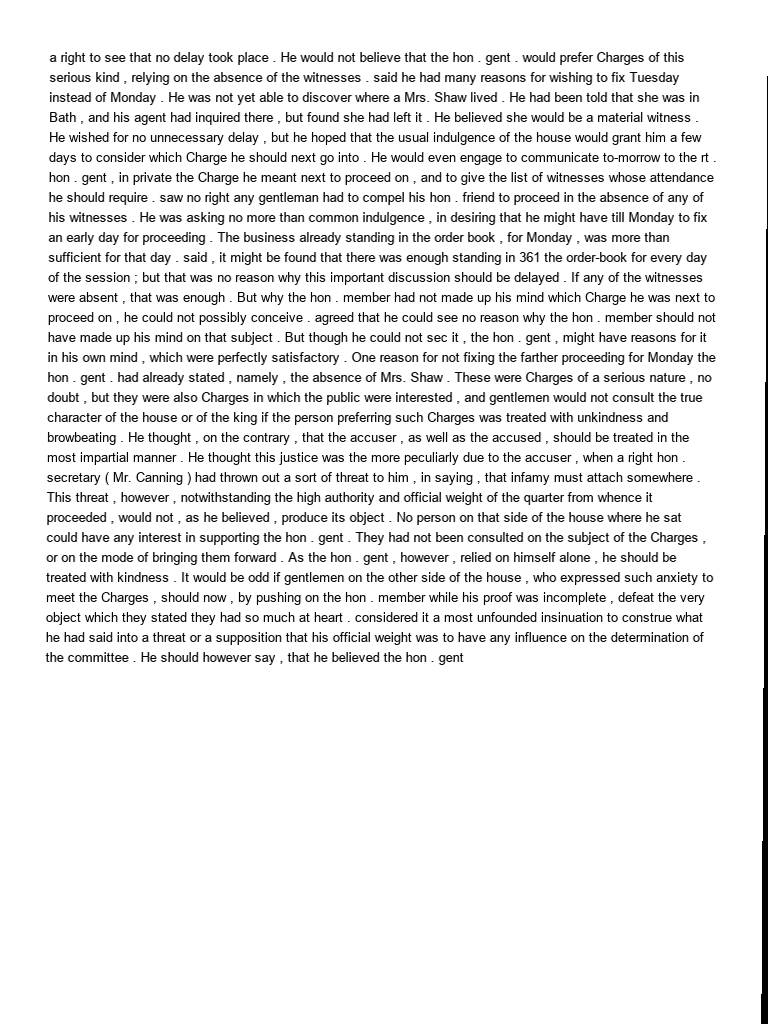 a right to see that no delay took place . He would not believe that the hon . gent . would prefer Charges of this
serious kind , relying on the absence of the witnesses . said he had many reasons for wishing to fix Tuesday
instead of Monday . He was not yet able to discover where a Mrs. Shaw lived . He had been told that she was in
Bath , and his agent had inquired there , but found she had left it . He believed she would be a material witness .
He wished for no unnecessary delay , but he hoped that the usual indulgence of the house would grant him a few
days to consider which Charge he should next go into . He would even engage to communicate to-morrow to the rt .
hon . gent , in private the Charge he meant next to proceed on , and to give the list of witnesses whose attendance
he should require . saw no right any gentleman had to compel his hon . friend to proceed in the absence of any of
his witnesses . He was asking no more than common indulgence , in desiring that he might have till Monday to fix
an early day for proceeding . The business already standing in the order book , for Monday , was more than
sufficient for that day . said , it might be found that there was enough standing in 361 the order-book for every day
of the session ; but that was no reason why this important discussion should be delayed . If any of the witnesses
were absent , that was enough . But why the hon . member had not made up his mind which Charge he was next to
proceed on , he could not possibly conceive . agreed that he could see no reason why the hon . member should not
have made up his mind on that subject . But though he could not sec it , the hon . gent , might have reasons for it
in his own mind , which were perfectly satisfactory . One reason for not fixing the farther proceeding for Monday the
hon . gent . had already stated , namely , the absence of Mrs. Shaw . These were Charges of a serious nature , no
doubt , but they were also Charges in which the public were interested , and gentlemen would not consult the true
character of the house or of the king if the person preferring such Charges was treated with unkindness and
browbeating . He thought , on the contrary , that the accuser , as well as the accused , should be treated in the
most impartial manner . He thought this justice was the more peculiarly due to the accuser , when a right hon .
secretary ( Mr. Canning ) had thrown out a sort of threat to him , in saying , that infamy must attach somewhere .
This threat , however , notwithstanding the high authority and official weight of the quarter from whence it
proceeded , would not , as he believed , produce its object . No person on that side of the house where he sat
could have any interest in supporting the hon . gent . They had not been consulted on the subject of the Charges ,
or on the mode of bringing them forward . As the hon . gent , however , relied on himself alone , he should be
treated with kindness . It would be odd if gentlemen on the other side of the house , who expressed such anxiety to
meet the Charges , should now , by pushing on the hon . member while his proof was incomplete , defeat the very
object which they stated they had so much at heart . considered it a most unfounded insinuation to construe what
he had said into a threat or a supposition that his official weight was to have any influence on the determination of
the committee . He should however say , that he believed the hon . gent